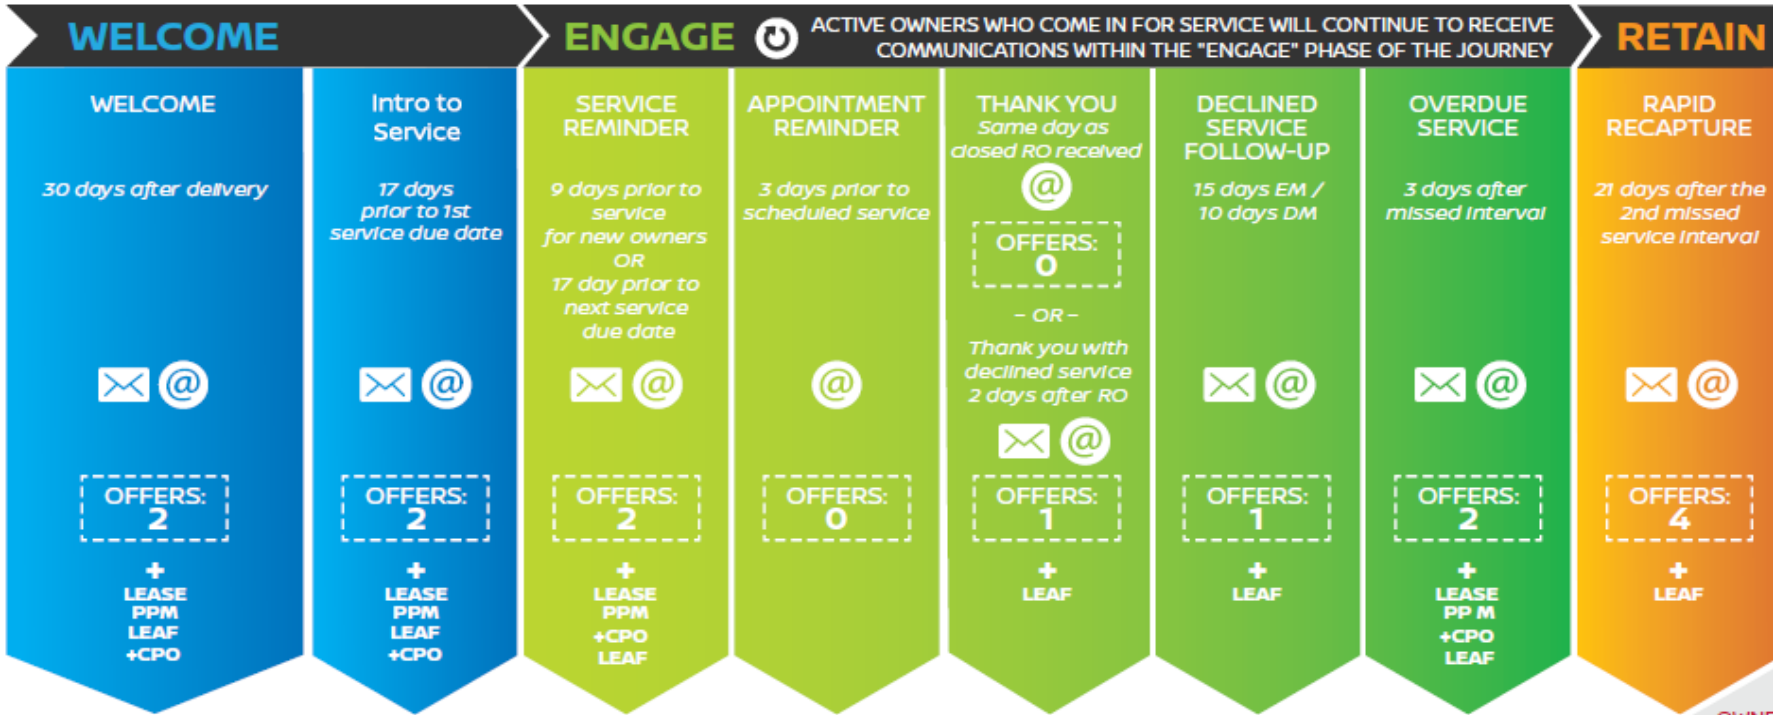 WELCOME
ENGAGE
ACTIVE OWNERS WHO COME IN FOR SERVICE WILL CONTINUE TO RECEIVE
COMMUNICATIONS WITHIN THE "ENGAGE" PHASE OF THE JOURNEY
RETAIN
WELCOME
30 days after delivery
OFFERS:
2
+
LEASE
PPM
LEAF
+CPO
Intro to
Service
17 days
prior to 1st
service due date
OFFERS:
2
+
LEASE
PPM
LEAF
+CPO
SERVICE
REMINDER
9 days prior to
service
for new owners
OR
17 day prior to
next service
due date
OFFERS:
2
+
LEASE
PPM
+CPO
LEAF
APPOINTMENT
REMINDER
3 days prior to
scheduled service
@
OFFERS:
0
THANK YOU
Same day as
closed RO received
@
OFFERS:
0
– OR –
Thank you with
declined service
2 days after RO
@
OFFERS:
1
+
LEAF
DECLINED
SERVICE
FOLLOW-UP
15 days EM /
10 days DM
@
OFFERS:
1
+
LEAF
OVERDUE
SERVICE
3 days after
missed interval
@
OFFERS:
2
+
LEASE
PP M
+CPO
LEAF
RAPID
RECAPTURE
21 days after the
2nd missed
service interval
@
OFFERS:
4
+
LEAF